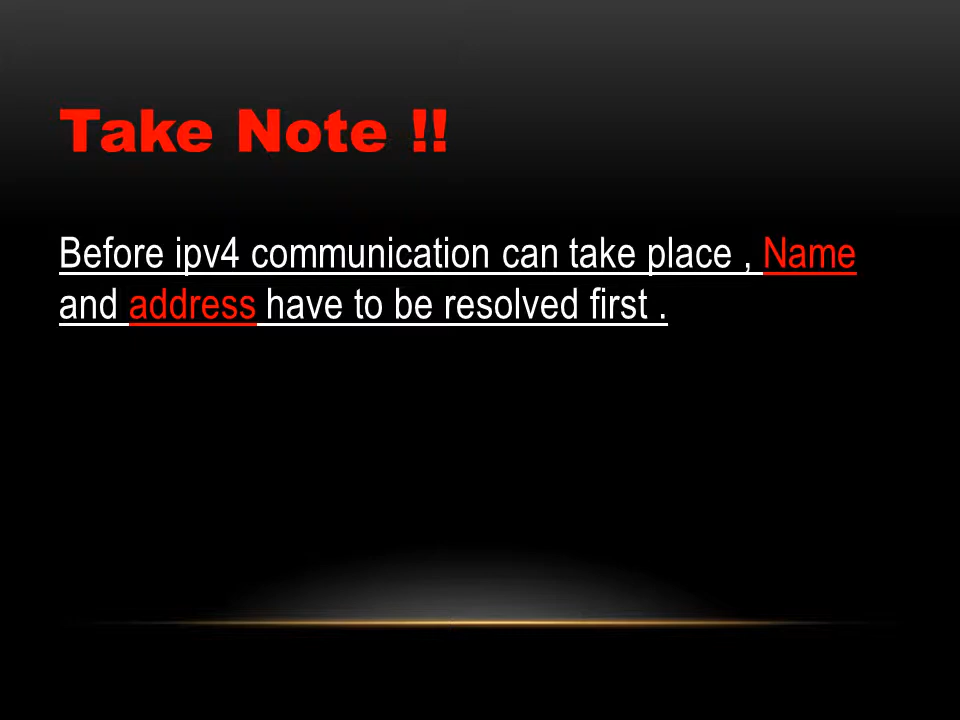 Take Note !!
Before ipv4 communication can take place , Name
and address have to be resolved first .